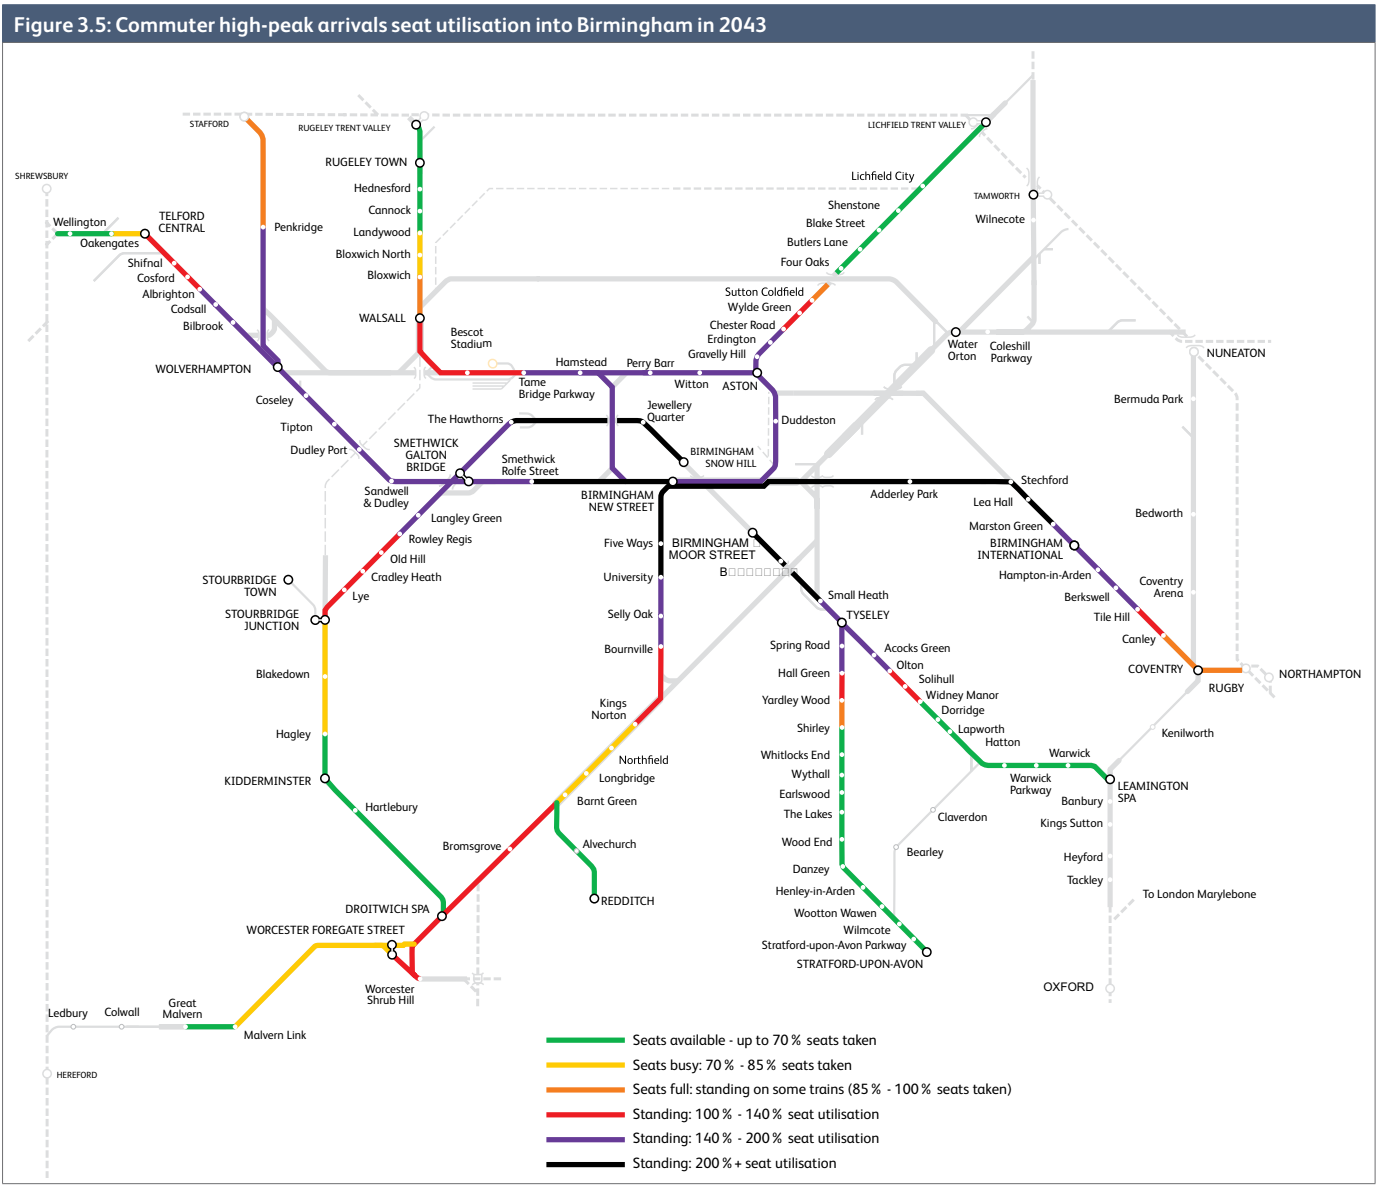 Figure 3.5: Commuter high-peak arrivals seat utilisation into Birmingham in 2043
STAFFORD
RUGELEY TRENT VALLEY
LICHFIELD TRENT VALLEY
RUGELEY TOWN
SHREWSBURY
Lichfield City
Hednesford
TAMWORTH
Cannock
Shenstone
Wellington
TELFORD
CENTRAL
Wilnecote
Blake Street
Penkridge
Landywood
Oakengates
Butlers Lane
Bloxwich North
Shifnal
Four Oaks
Cosford
Bloxwich
Albrighton
Sutton Coldfield
Wylde Green
Codsall
WALSALL
Bilbrook
Chester Road
Bescot
Stadium
Erdington
Water
Orton
Coleshill
Parkway
Gravelly Hill
NUNEATON
WOLVERHAMPTON
Hamstead
Perry Barr
Tame
Bridge Parkway
Witton
ASTON
Coseley
Bermuda Park
Jewellery
Quarter
The Hawthorns
Duddeston
Tipton
SMETHWICK
GALTON
BRIDGE
Dudley Port
BIRMINGHAM
SNOW HILL
Smethwick
Rolfe Street
Sandwell
& Dudley
BIRMINGHAM
NEW STREET
Adderley Park
Stechford
Lea Hall
Langley Green
Marston Green
Bedworth
Rowley Regis
Five Ways
BIRMINGHAM
MOOR STREET
BIRMINGHAM
INTERNATIONAL
Old Hill
B□□□□□□□□
Hampton-in-Arden
Cradley Heath
University
STOURBRIDGE
TOWN
Coventry
Arena
Lye
Small Heath
Berkswell
STOURBRIDGE
JUNCTION
Selly Oak
TYSELEY
Tile Hill
Spring Road
Acocks Green
Canley
Bournville
Olton
Blakedown
Hall Green
Solihull
COVENTRY
NORTHAMPTON
RUGBY
Widney Manor
Yardley Wood
Kings
Norton
Dorridge
Shirley
Lapworth
Kenilworth
Hagley
Hatton
Whitlocks End
Warwick
Northfield
Wythall
Longbridge
Warwick
Parkway
KIDDERMINSTER
LEAMINGTON
SPA
Earlswood
Barnt Green
Banbury
Hartlebury
The Lakes
Claverdon
Kings Sutton
Wood End
Bromsgrove
Alvechurch
Bearley
Heyford
Danzey
Tackley
Henley-in-Arden
To London Marylebone
REDDITCH
DROITWICH SPA
Wootton Wawen
WORCESTER FOREGATE STREET
Wilmcote
Stratford-upon-Avon Parkway
STRATFORD-UPON-AVON
Worcester
Shrub Hill
OXFORD
Ledbury
Colwall
Great
Malvern
Malvern Link
HEREFORD
Seats available - up to 70 % seats taken
Seats busy: 70 % - 85 % seats taken
Seats full: standing on some trains (85 % - 100 % seats taken)
Standing: 100 % - 140 % seat utilisation
Standing: 140 % - 200 % seat utilisation
Standing: 200 % + seat utilisation